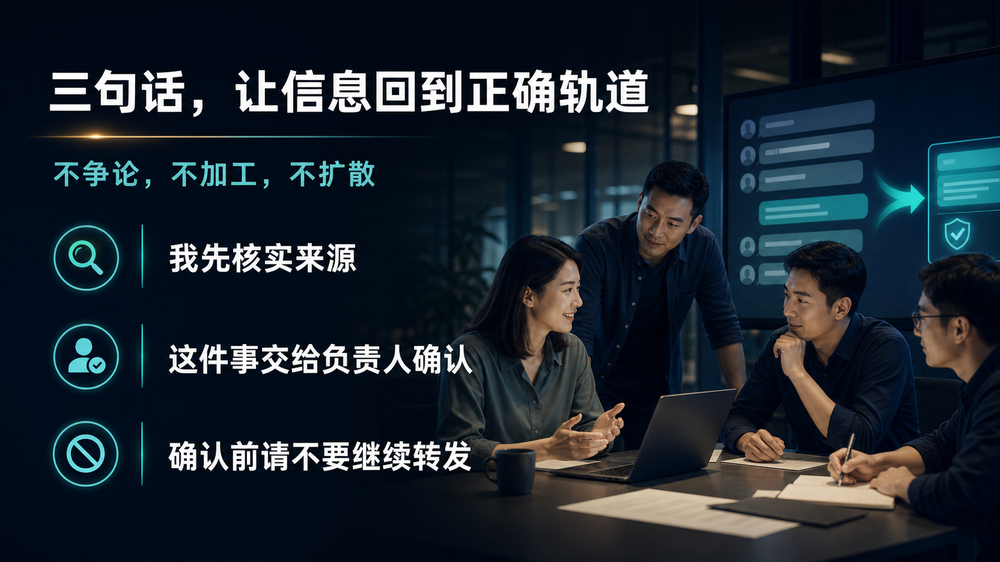 三句话，让信息回到正确轨道
不争论，不加工，不扩散
我先核实来源
这件事交给负责人确认
确认前请不要继续转发